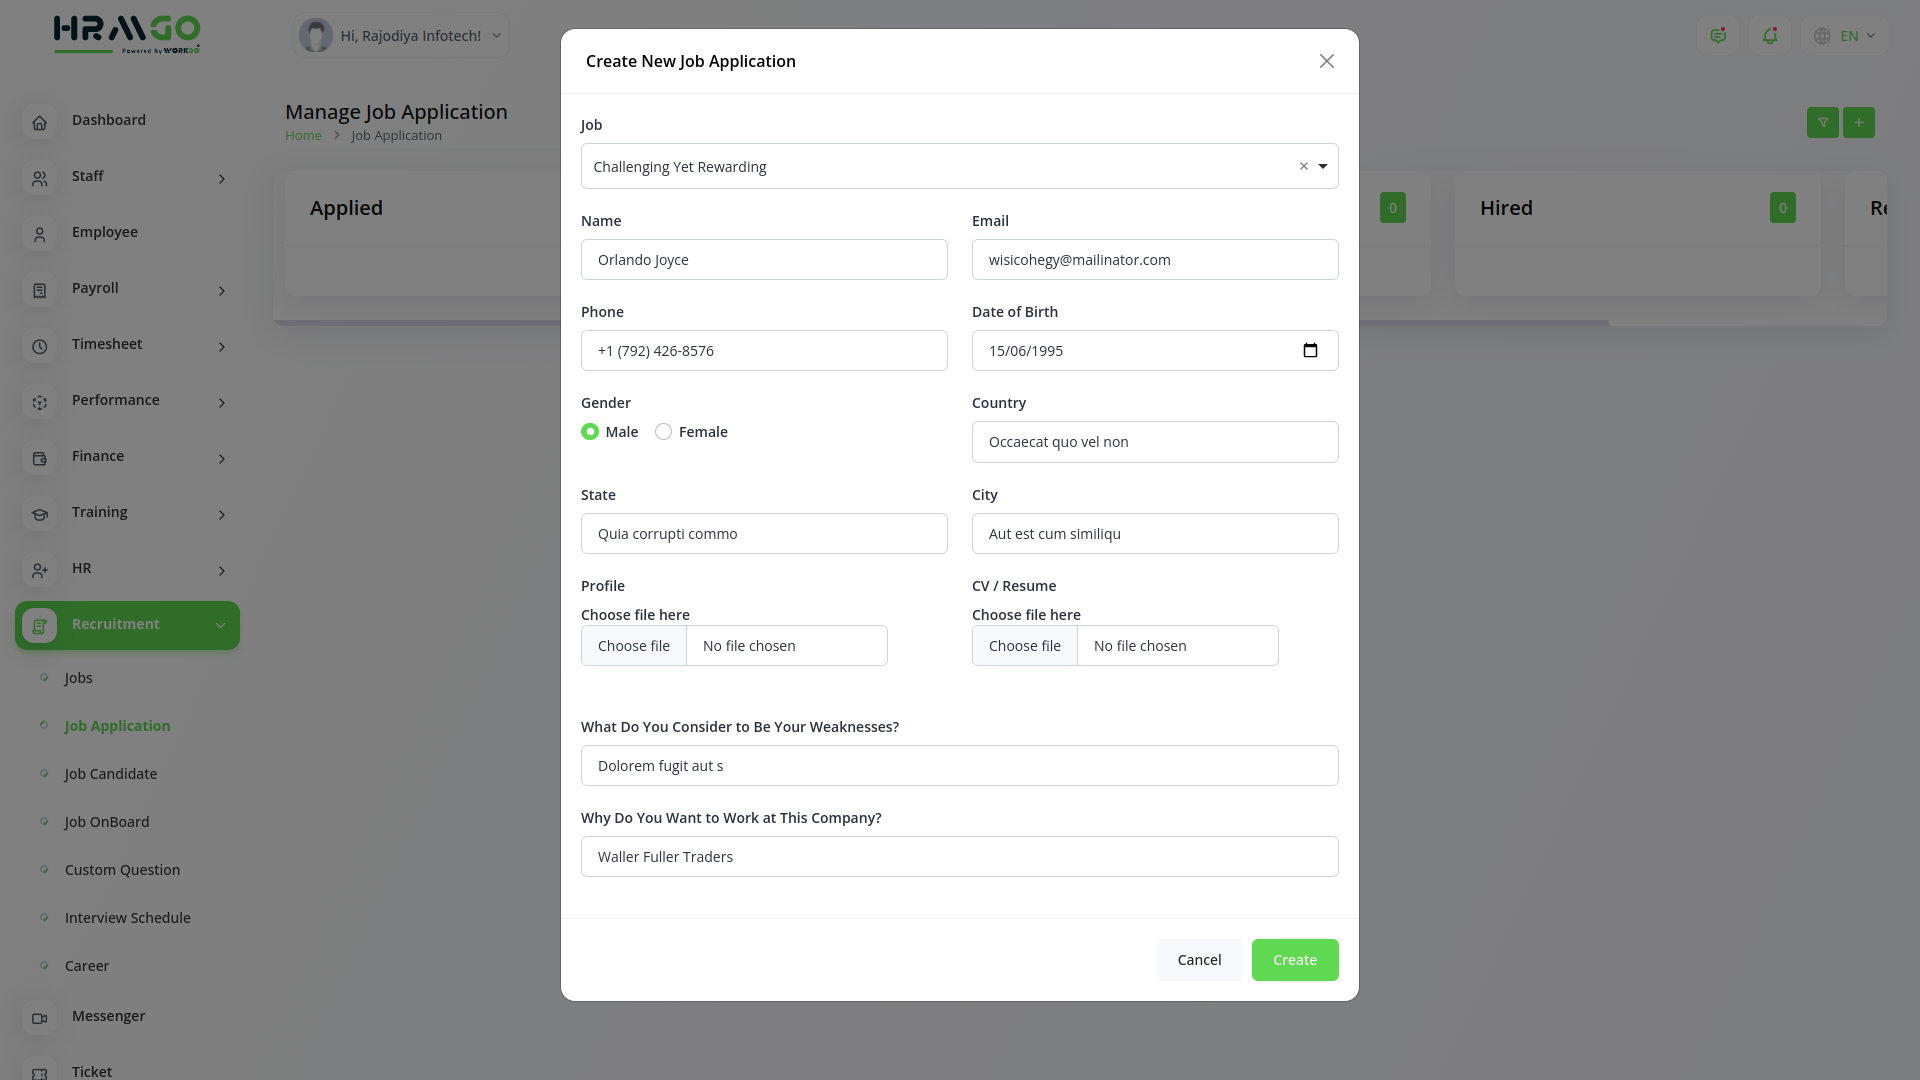 HRMGO
Powered By WORKDO
Hi, Rajodiya Infotech!
EN
Dashboard
Staff
Employee
Payroll
Timesheet
Performance
Finance
Training
HR
Recruitment
Jobs
Job Application
Job Candidate
Job OnBoard
Custom Question
Interview Schedule
Career
Messenger
Ticket
Manage Job Application
Home > Job Application
Applied
0
Hired
0
Create New Job Application
Job
Challenging Yet Rewarding
Name
Orlando Joyce
Email
wisicohegy@mailinator.com
Phone
+1 (792) 426-8576
Date of Birth
15/06/1995
Gender
Male Female
Country
Occaecat quo vel non
State
Quia corrupti commo
City
Aut est cum similiqu
Profile
Choose file here
Choose file No file chosen
CV / Resume
Choose file here
Choose file No file chosen
What Do You Consider to Be Your Weaknesses?
Dolorem fugit aut s
Why Do You Want to Work at This Company?
Waller Fuller Traders
Cancel
Create